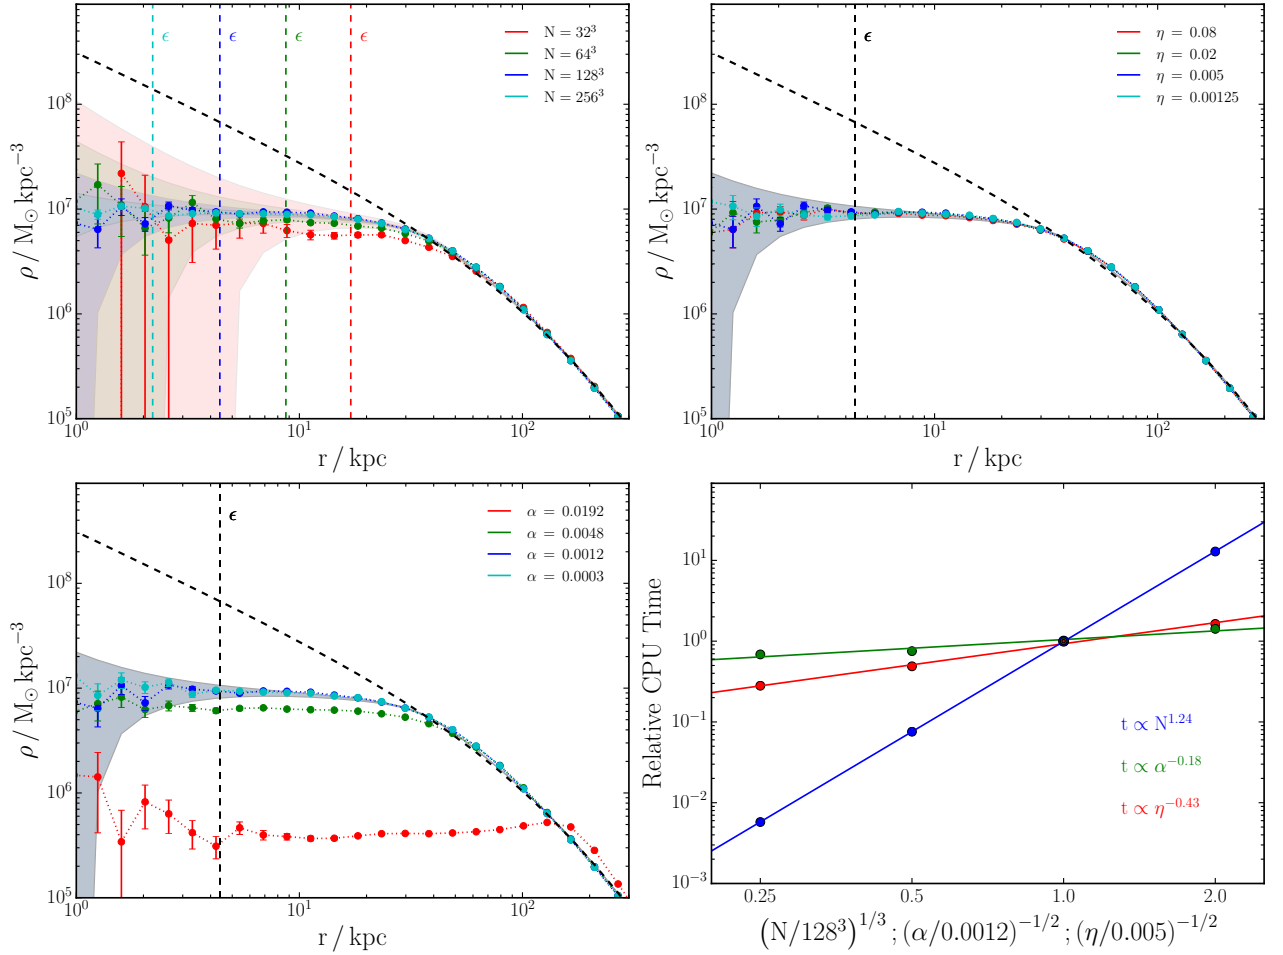 ϵ ϵ ϵ ϵ
N = 32³
N = 64³
N = 128³
N = 256³
10⁸
10⁷
10⁶
10⁵
ρ / M☉ kpc⁻³
10⁰ 10¹ 10²
r / kpc
ϵ
η = 0.08
η = 0.02
η = 0.005
η = 0.00125
10⁸
10⁷
10⁶
10⁵
ρ / M☉ kpc⁻³
10⁰ 10¹ 10²
r / kpc
ϵ
α = 0.0192
α = 0.0048
α = 0.0012
α = 0.0003
10⁸
10⁷
10⁶
10⁵
ρ / M☉ kpc⁻³
10⁰ 10¹ 10²
r / kpc
10¹
10⁰
10⁻¹
10⁻²
10⁻³
Relative CPU Time
t ∝ N^1.24
t ∝ α^−0.18
t ∝ η^−0.43
0.25 0.5 1.0 2.0
(N/128³)^1/3 ; (α/0.0012)^−1/2 ; (η/0.005)^−1/2